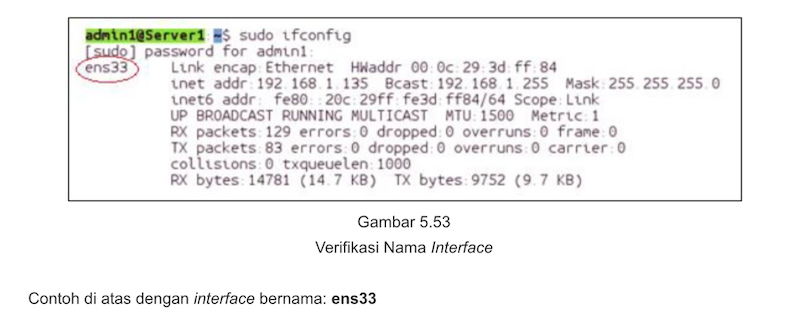 admin1@Server1:~$ sudo ifconfig
[sudo] password for admin1:
ens33 Link encap:Ethernet HWaddr 00:0c:29:3d:ff:84
inet addr:192.168.1.135 Bcast:192.168.1.255 Mask:255.255.255.0
inet6 addr: fe80::20c:29ff:fe3d:ff84/64 Scope:Link
UP BROADCAST RUNNING MULTICAST MTU:1500 Metric:1
RX packets:129 errors:0 dropped:0 overruns:0 frame:0
TX packets:83 errors:0 dropped:0 overruns:0 carrier:0
collisions:0 txqueuelen:1000
RX bytes:14781 (14.7 KB) TX bytes:9752 (9.7 KB)
Gambar 5.53
Verifikasi Nama Interface
Contoh di atas dengan interface bernama: ens33